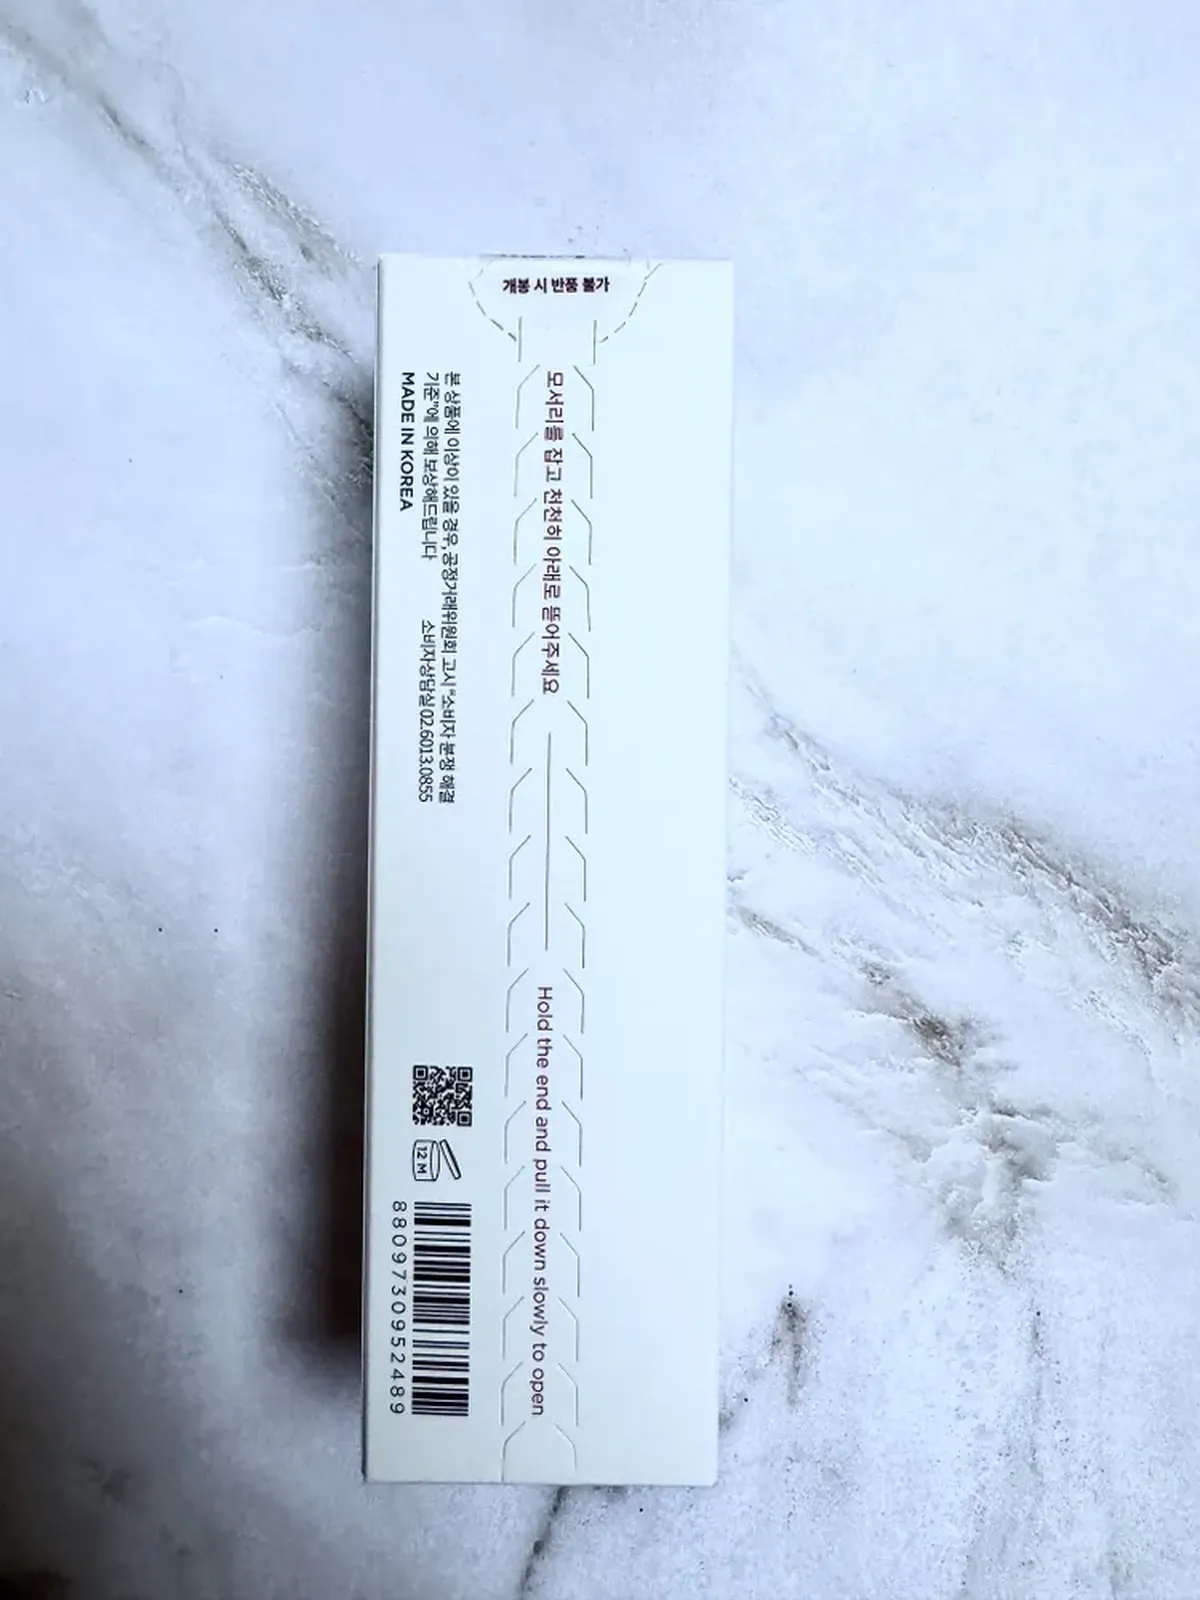 개봉 시 반품 불가
모서리를 잡고 천천히 아래로 뜯어주세요
Hold the end and pull it down slowly to open
본 상품에 이상이 있을 경우, 공정거래위원회 고시 "소비자 분쟁 해결
기준"에 의해 보상해드립니다 소비자상담실 02.6013.0855
MADE IN KOREA
12 M
8809730952489